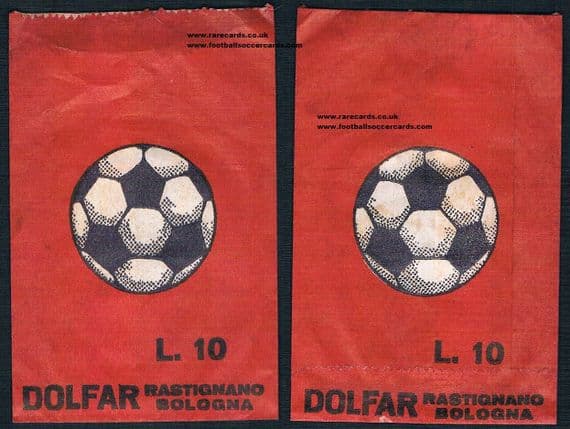 www.rarecards.co.uk
www.footballsoccercards.com
L. 10
DOLFAR RASTIGNANO
BOLOGNA
www.rarecards.co.uk
www.footballsoccercards.com
L. 10
DOLFAR RASTIGNANO
BOLOGNA